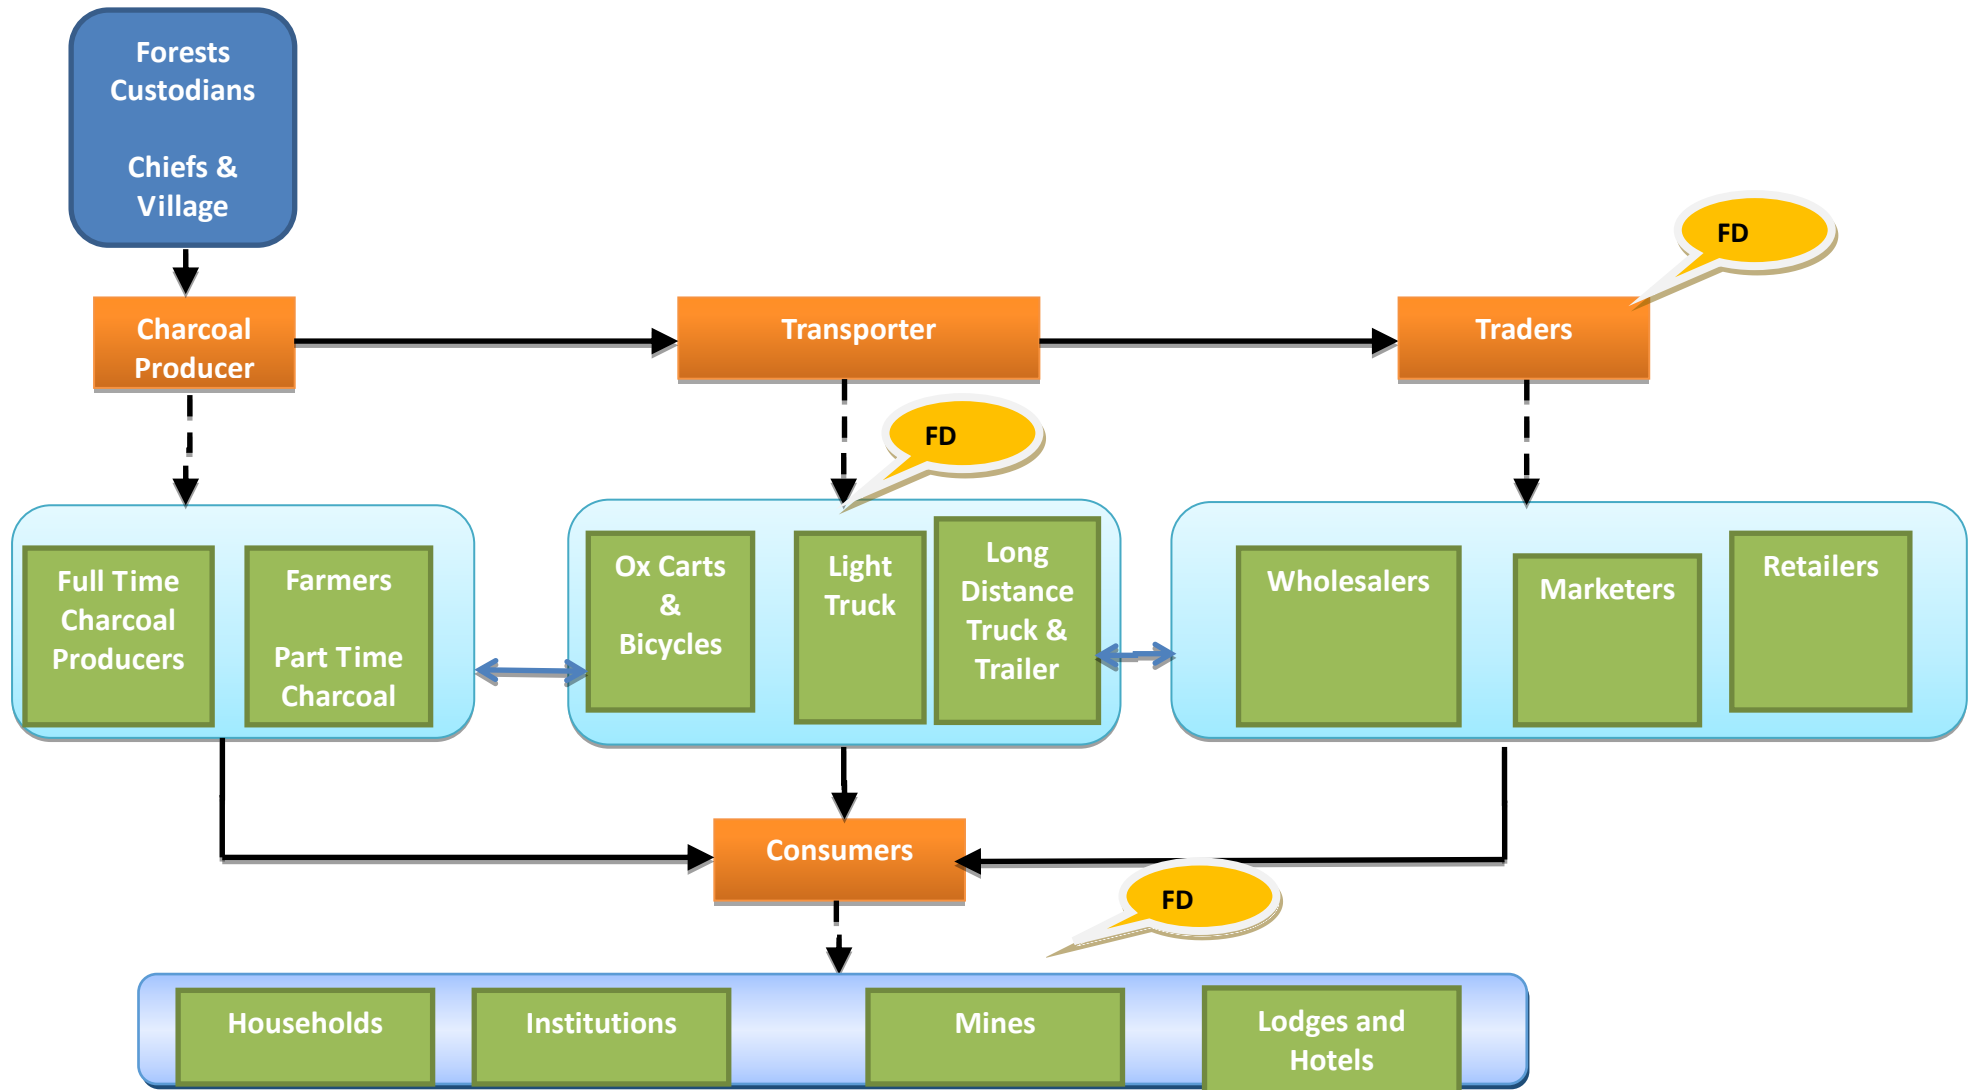 Forests
Custodians
Chiefs &
Village
FD
Charcoal
Producer
Transporter
Traders
FD
Full Time
Charcoal
Producers
Farmers
Part Time
Charcoal
Ox Carts
&
Bicycles
Light
Truck
Long
Distance
Truck &
Trailer
Wholesalers
Marketers
Retailers
Consumers
FD
Households
Institutions
Mines
Lodges and
Hotels